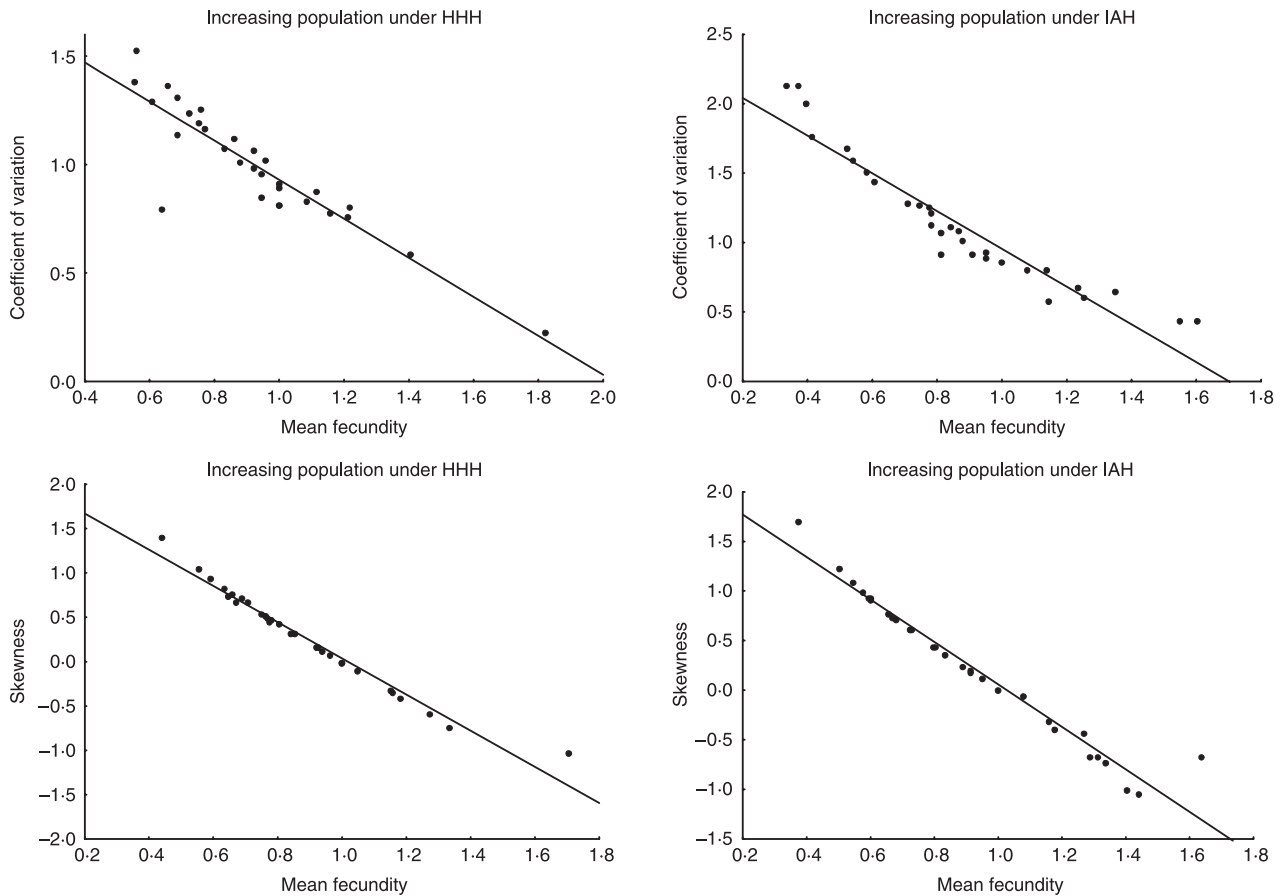 Increasing population under HHH
Coefficient of variation
1·5
1·0
0·5
0·0
0·4 0·6 0·8 1·0 1·2 1·4 1·6 1·8 2·0
Mean fecundity
Increasing population under IAH
Coefficient of variation
2·5
2·0
1·5
1·0
0·5
0·0
0·2 0·4 0·6 0·8 1·0 1·2 1·4 1·6 1·8
Mean fecundity
Increasing population under HHH
Skewness
2·0
1·5
1·0
0·5
0·0
−0·5
−1·0
−1·5
−2·0
0·2 0·4 0·6 0·8 1·0 1·2 1·4 1·6 1·8
Mean fecundity
Increasing population under IAH
Skewness
2·0
1·5
1·0
0·5
0·0
−0·5
−1·0
−1·5
0·2 0·4 0·6 0·8 1·0 1·2 1·4 1·6 1·8
Mean fecundity